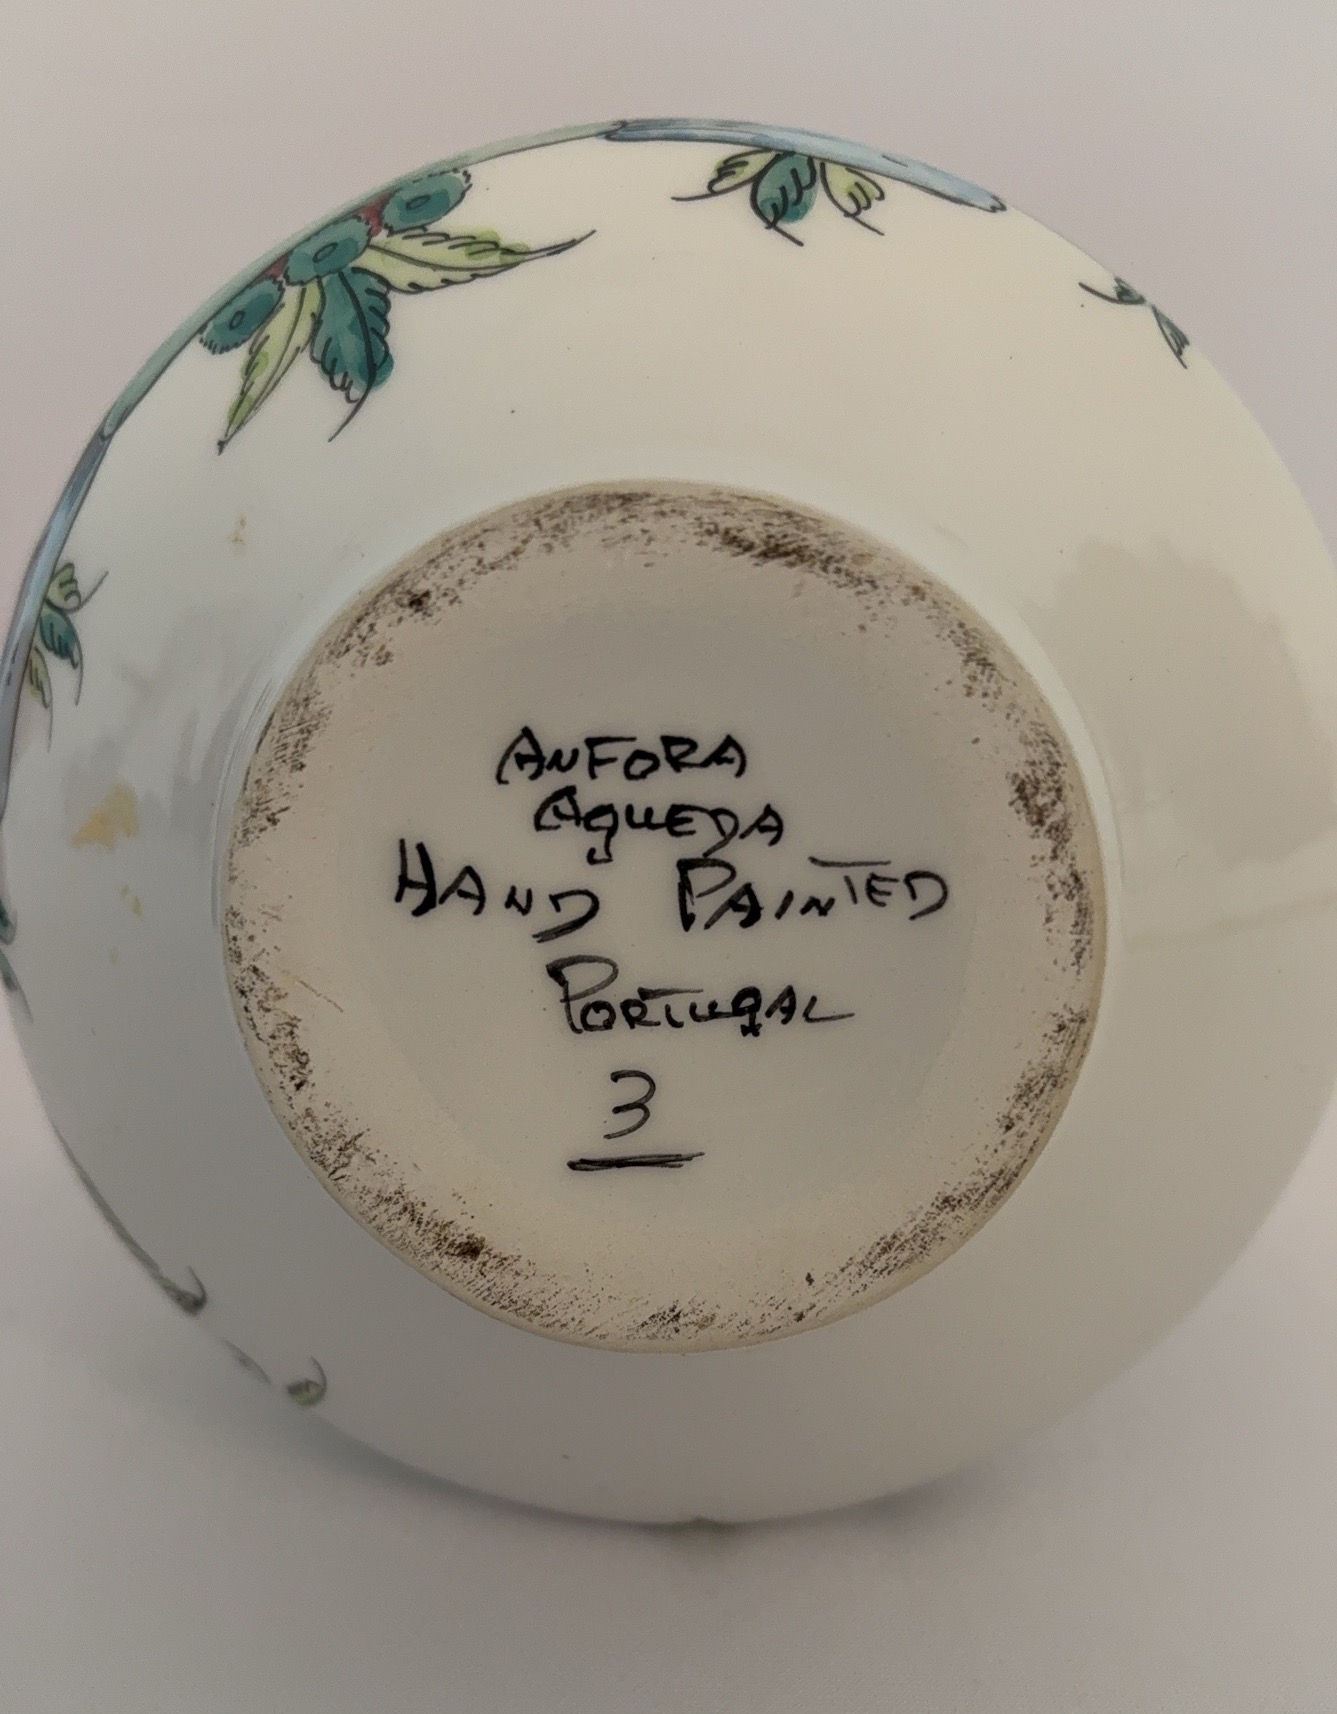 ANFORA
AGUEDA
HAND PAINTED
PORTUGAL
3